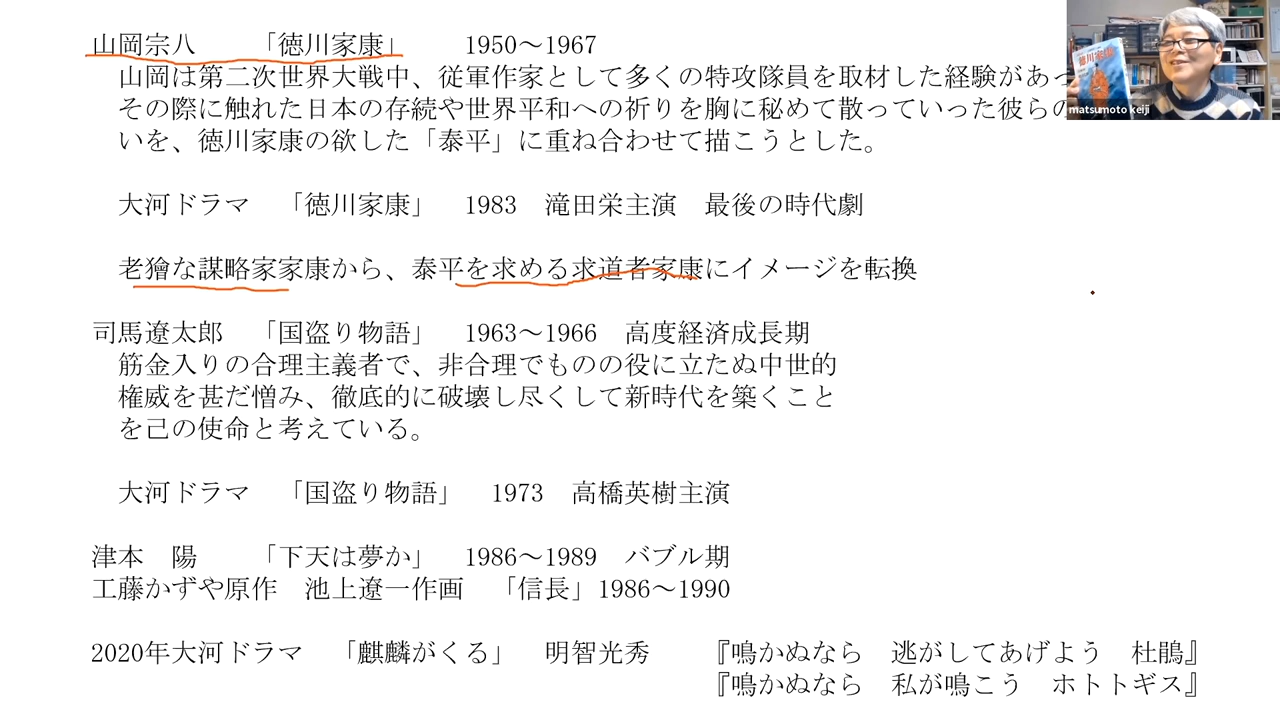 山岡宗八　　「徳川家康」　　1950～1967
山岡は第二次世界大戦中、従軍作家として多くの特攻隊員を取材した経験があっ
その際に触れた日本の存続や世界平和への祈りを胸に秘めて散っていった彼らの
いを、徳川家康の欲した「泰平」に重ね合わせて描こうとした。
大河ドラマ　「徳川家康」　1983　滝田栄主演　最後の時代劇
老獪な謀略家家康から、泰平を求める求道者家康にイメージを転換
司馬遼太郎　「国盗り物語」　1963～1966　高度経済成長期
筋金入りの合理主義者で、非合理でものの役に立たぬ中世的
権威を甚だ憎み、徹底的に破壊し尽くして新時代を築くこと
を己の使命と考えている。
大河ドラマ　「国盗り物語」　1973　高橋英樹主演
津本　陽　　「下天は夢か」　1986～1989　バブル期
工藤かずや原作　池上遼一作画　「信長」1986～1990
2020年大河ドラマ　「麒麟がくる」　明智光秀　　『鳴かぬなら　逃がしてあげよう　杜鵑』
『鳴かぬなら　私が鳴こう　ホトトギス』
徳川家康
matsumoto keiji